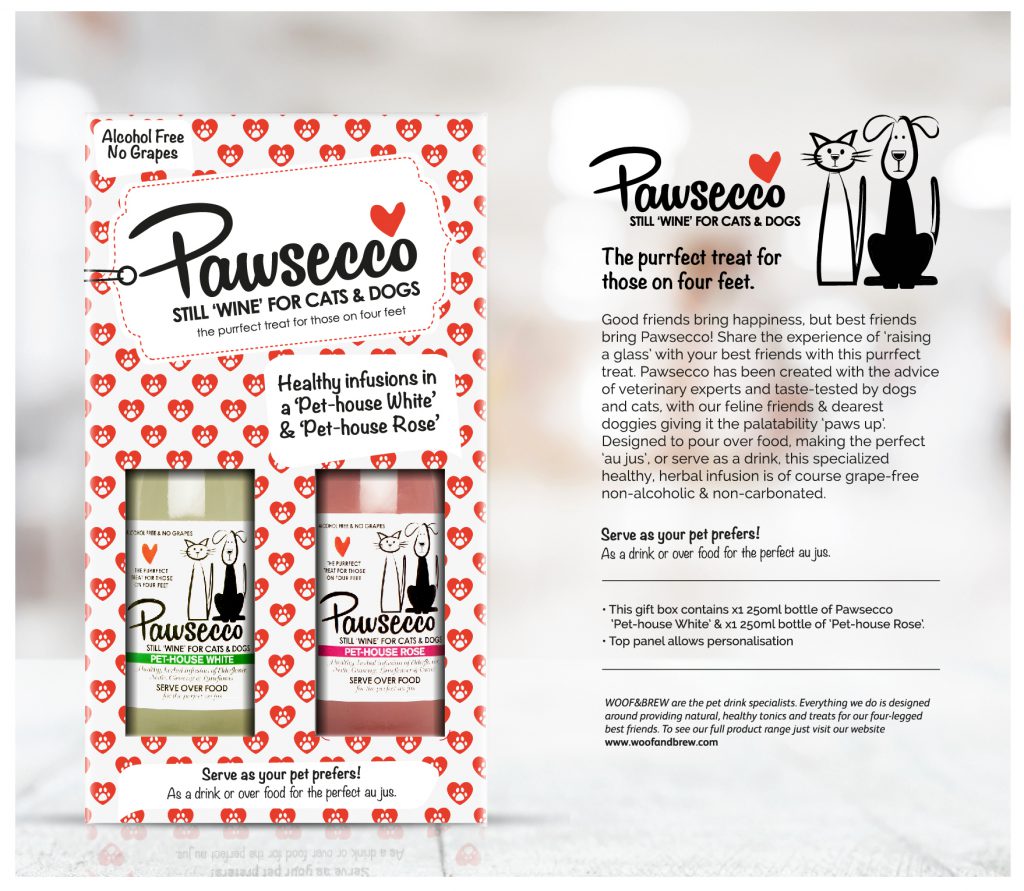 Alcohol Free
No Grapes
Pawsecco
STILL 'WINE' FOR CATS & DOGS
the purrfect treat for those on four feet
Healthy infusions in
a 'Pet-house White'
& 'Pet-house Rose'
ALCOHOL FREE & NO GRAPES
THE PURRFECT
TREAT FOR THOSE
ON FOUR FEET
Pawsecco
STILL 'WINE' FOR CATS & DOGS
PET-HOUSE WHITE
SERVE OVER FOOD
for the perfect au jus
ALCOHOL FREE & NO GRAPES
THE PURRFECT
TREAT FOR THOSE
ON FOUR FEET
Pawsecco
STILL 'WINE' FOR CATS & DOGS
PET-HOUSE ROSE
SERVE OVER FOOD
for the perfect au jus
Serve as your pet prefers!
As a drink or over food for the perfect au jus.
Pawsecco
STILL 'WINE' FOR CATS & DOGS
The purrfect treat for
those on four feet.
Good friends bring happiness, but best friends
bring Pawsecco! Share the experience of 'raising
a glass' with your best friends with this purrfect
treat. Pawsecco has been created with the advice
of veterinary experts and taste-tested by dogs
and cats, with our feline friends & dearest
doggies giving it the palatability 'paws up'.
Designed to pour over food, making the perfect
'au jus', or serve as a drink, this specialized
healthy, herbal infusion is of course grape-free
non-alcoholic & non-carbonated.
Serve as your pet prefers!
As a drink or over food for the perfect au jus.
• This gift box contains x1 250ml bottle of Pawsecco
'Pet-house White' & x1 250ml bottle of 'Pet-house Rose'.
• Top panel allows personalisation
WOOF&BREW are the pet drink specialists. Everything we do is designed
around providing natural, healthy tonics and treats for our four-legged
best friends. To see our full product range just visit our website
www.woofandbrew.com